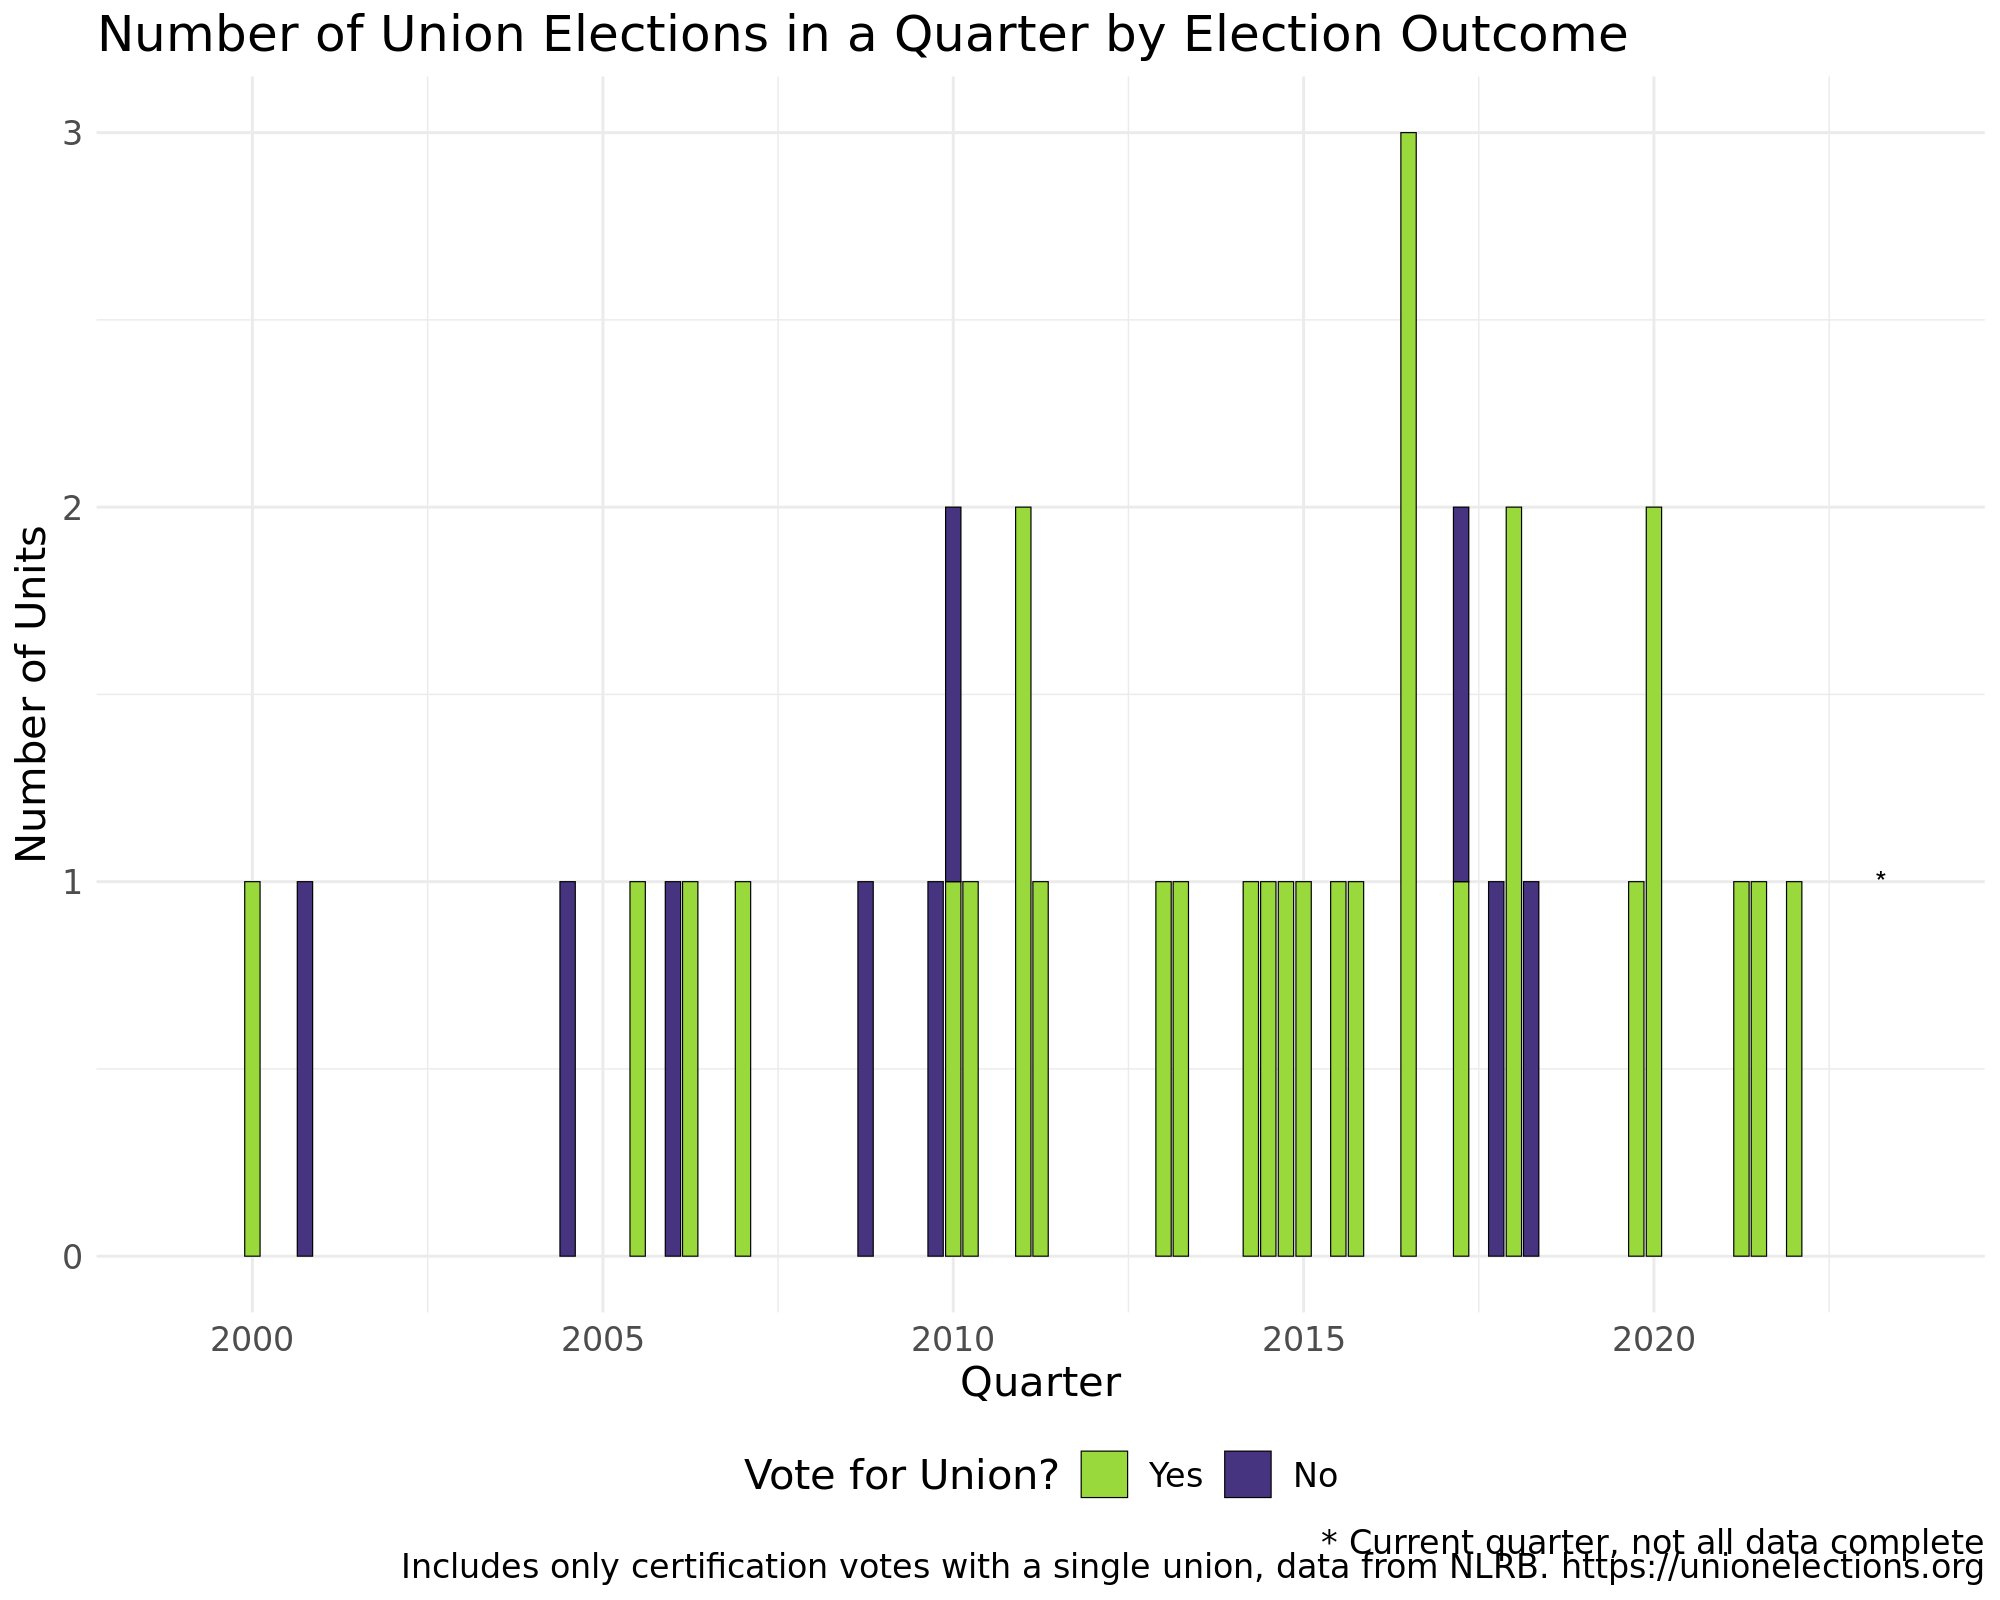 Number of Union Elections in a Quarter by Election Outcome
Number of Units
3
2
1
0
*
2000 2005 2010 2015 2020
Quarter
Vote for Union? Yes No
* Current quarter, not all data complete
Includes only certification votes with a single union, data from NLRB. https://unionelections.org